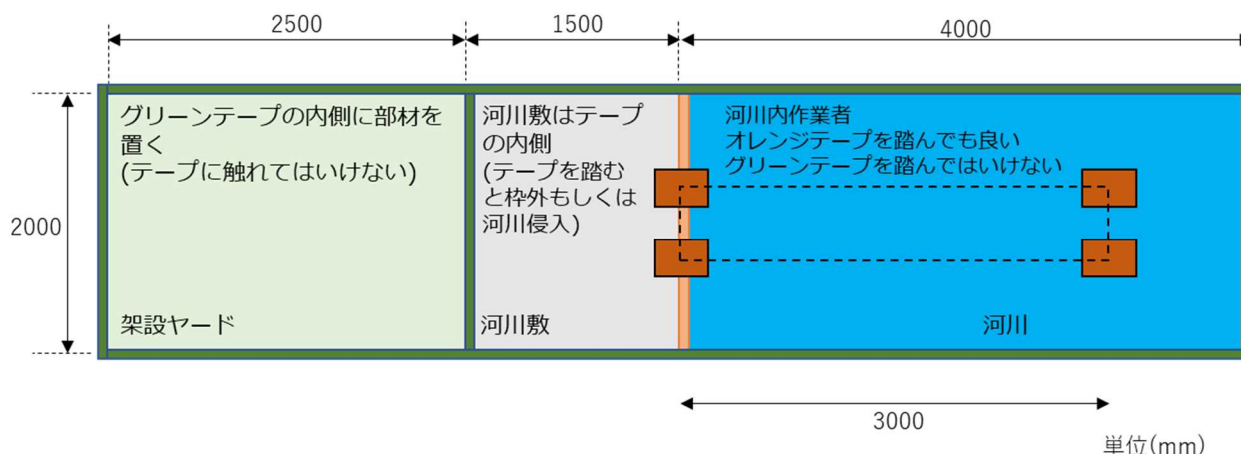 2500
1500
4000
グリーンテープの内側に部材を
置く
(テープに触れてはいけない)
河川敷はテープ
の内側
(テープを踏む
と枠外もしくは
河川侵入)
河川内作業者
オレンジテープを踏んでも良い
グリーンテープを踏んではいけない
2000
架設ヤード
河川敷
河川
3000
単位(mm)